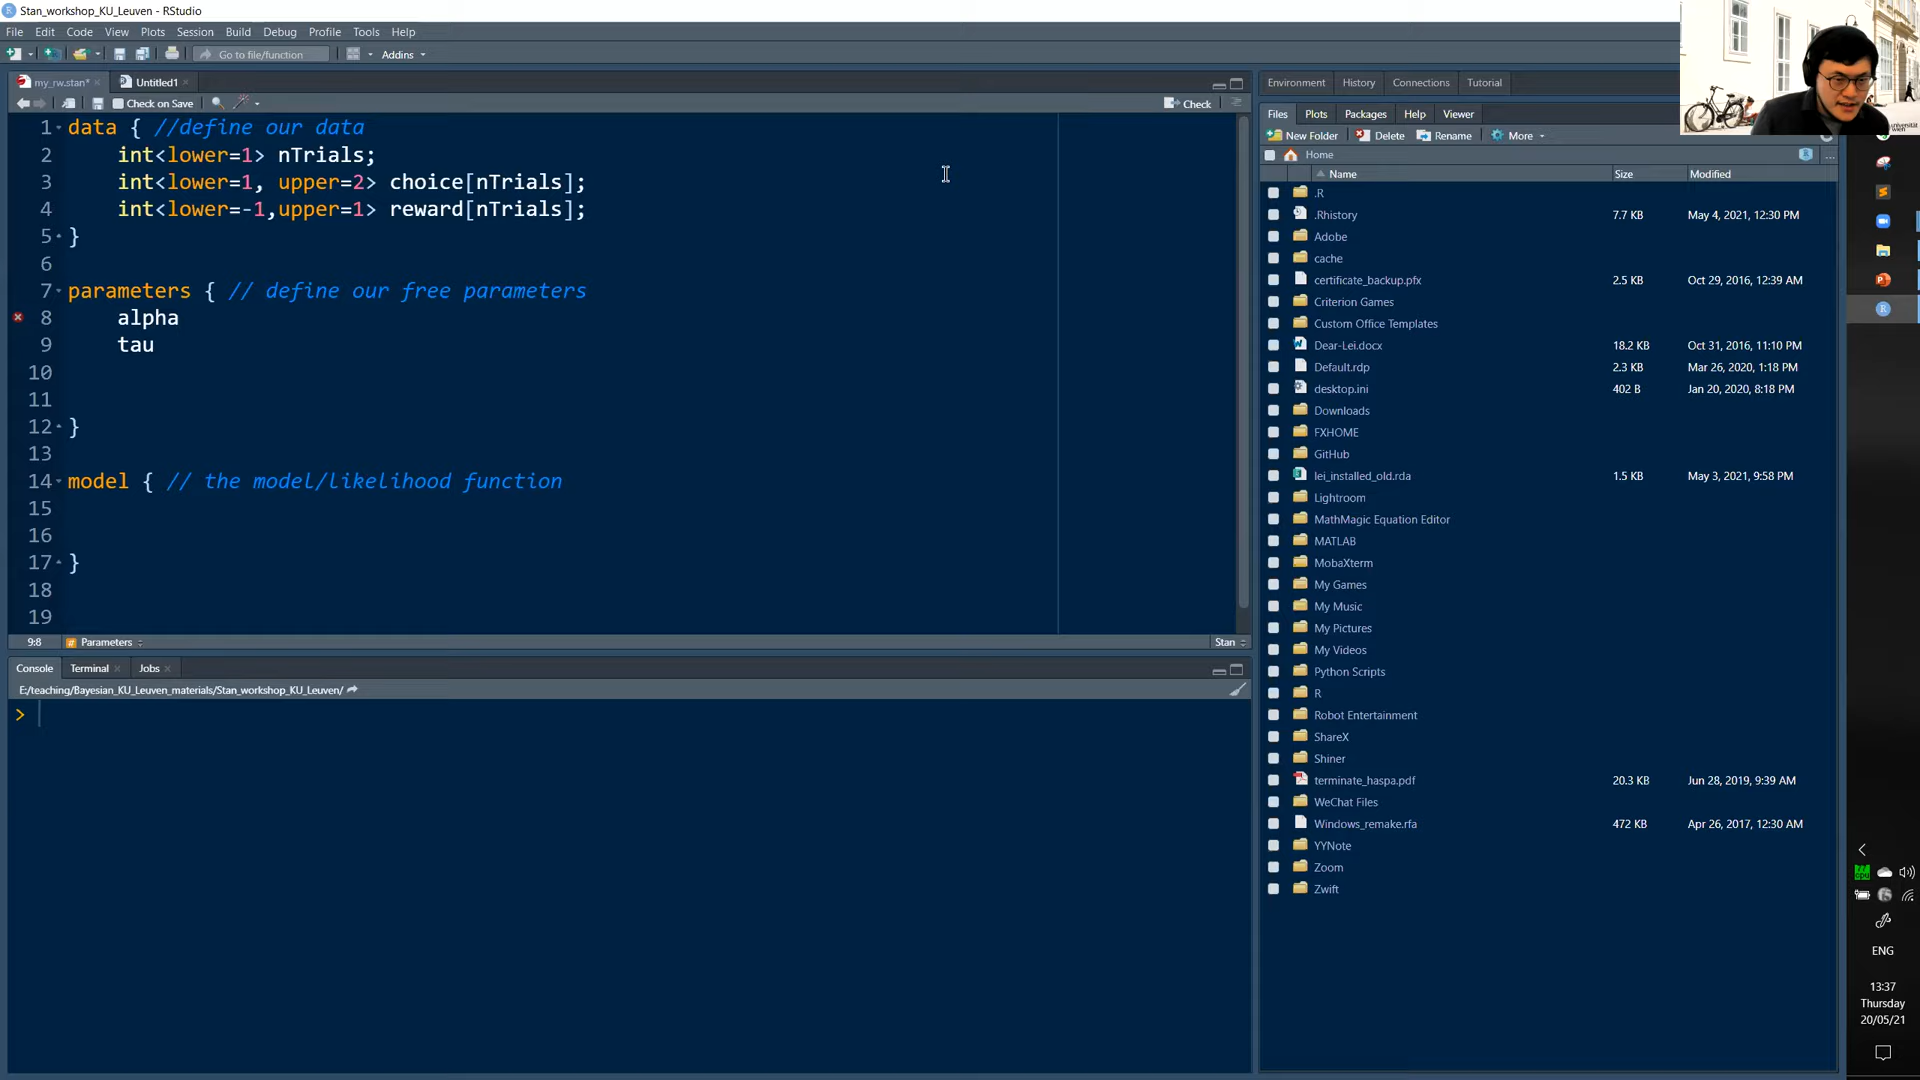 Stan_workshop_KU_Leuven - RStudio
File Edit Code View Plots Session Build Debug Profile Tools Help
Go to file/function Addins
my_rw.stan* Untitled1
Check on Save Check
1 data { //define our data
2 int<lower=1> nTrials;
3 int<lower=1, upper=2> choice[nTrials];
4 int<lower=-1,upper=1> reward[nTrials];
5 }
6
7 parameters { // define our free parameters
8 alpha
9 tau
10
11
12 }
13
14 model { // the model/likelihood function
15
16
17 }
18
19
9:8 Parameters Stan
Console Terminal Jobs
E:/teaching/Bayesian_KU_Leuven_materials/Stan_workshop_KU_Leuven/
>
Environment History Connections Tutorial
Files Plots Packages Help Viewer
New Folder Delete Rename More
Home
Name Size Modified
.R
.Rhistory 7.7 KB May 4, 2021, 12:30 PM
Adobe
cache
certificate_backup.pfx 2.5 KB Oct 29, 2016, 12:39 AM
Criterion Games
Custom Office Templates
Dear-Lei.docx 18.2 KB Oct 31, 2016, 11:10 PM
Default.rdp 2.3 KB Mar 26, 2020, 1:18 PM
desktop.ini 402 B Jan 20, 2020, 8:18 PM
Downloads
FXHOME
GitHub
lei_installed_old.rda 1.5 KB May 3, 2021, 9:58 PM
Lightroom
MathMagic Equation Editor
MATLAB
MobaXterm
My Games
My Music
My Pictures
My Videos
Python Scripts
R
Robot Entertainment
ShareX
Shiner
terminate_haspa.pdf 20.3 KB Jun 28, 2019, 9:39 AM
WeChat Files
Windows_remake.rfa 472 KB Apr 26, 2017, 12:30 AM
YYNote
Zoom
Zwift
universität
wien
ENG
13:37
Thursday
20/05/21